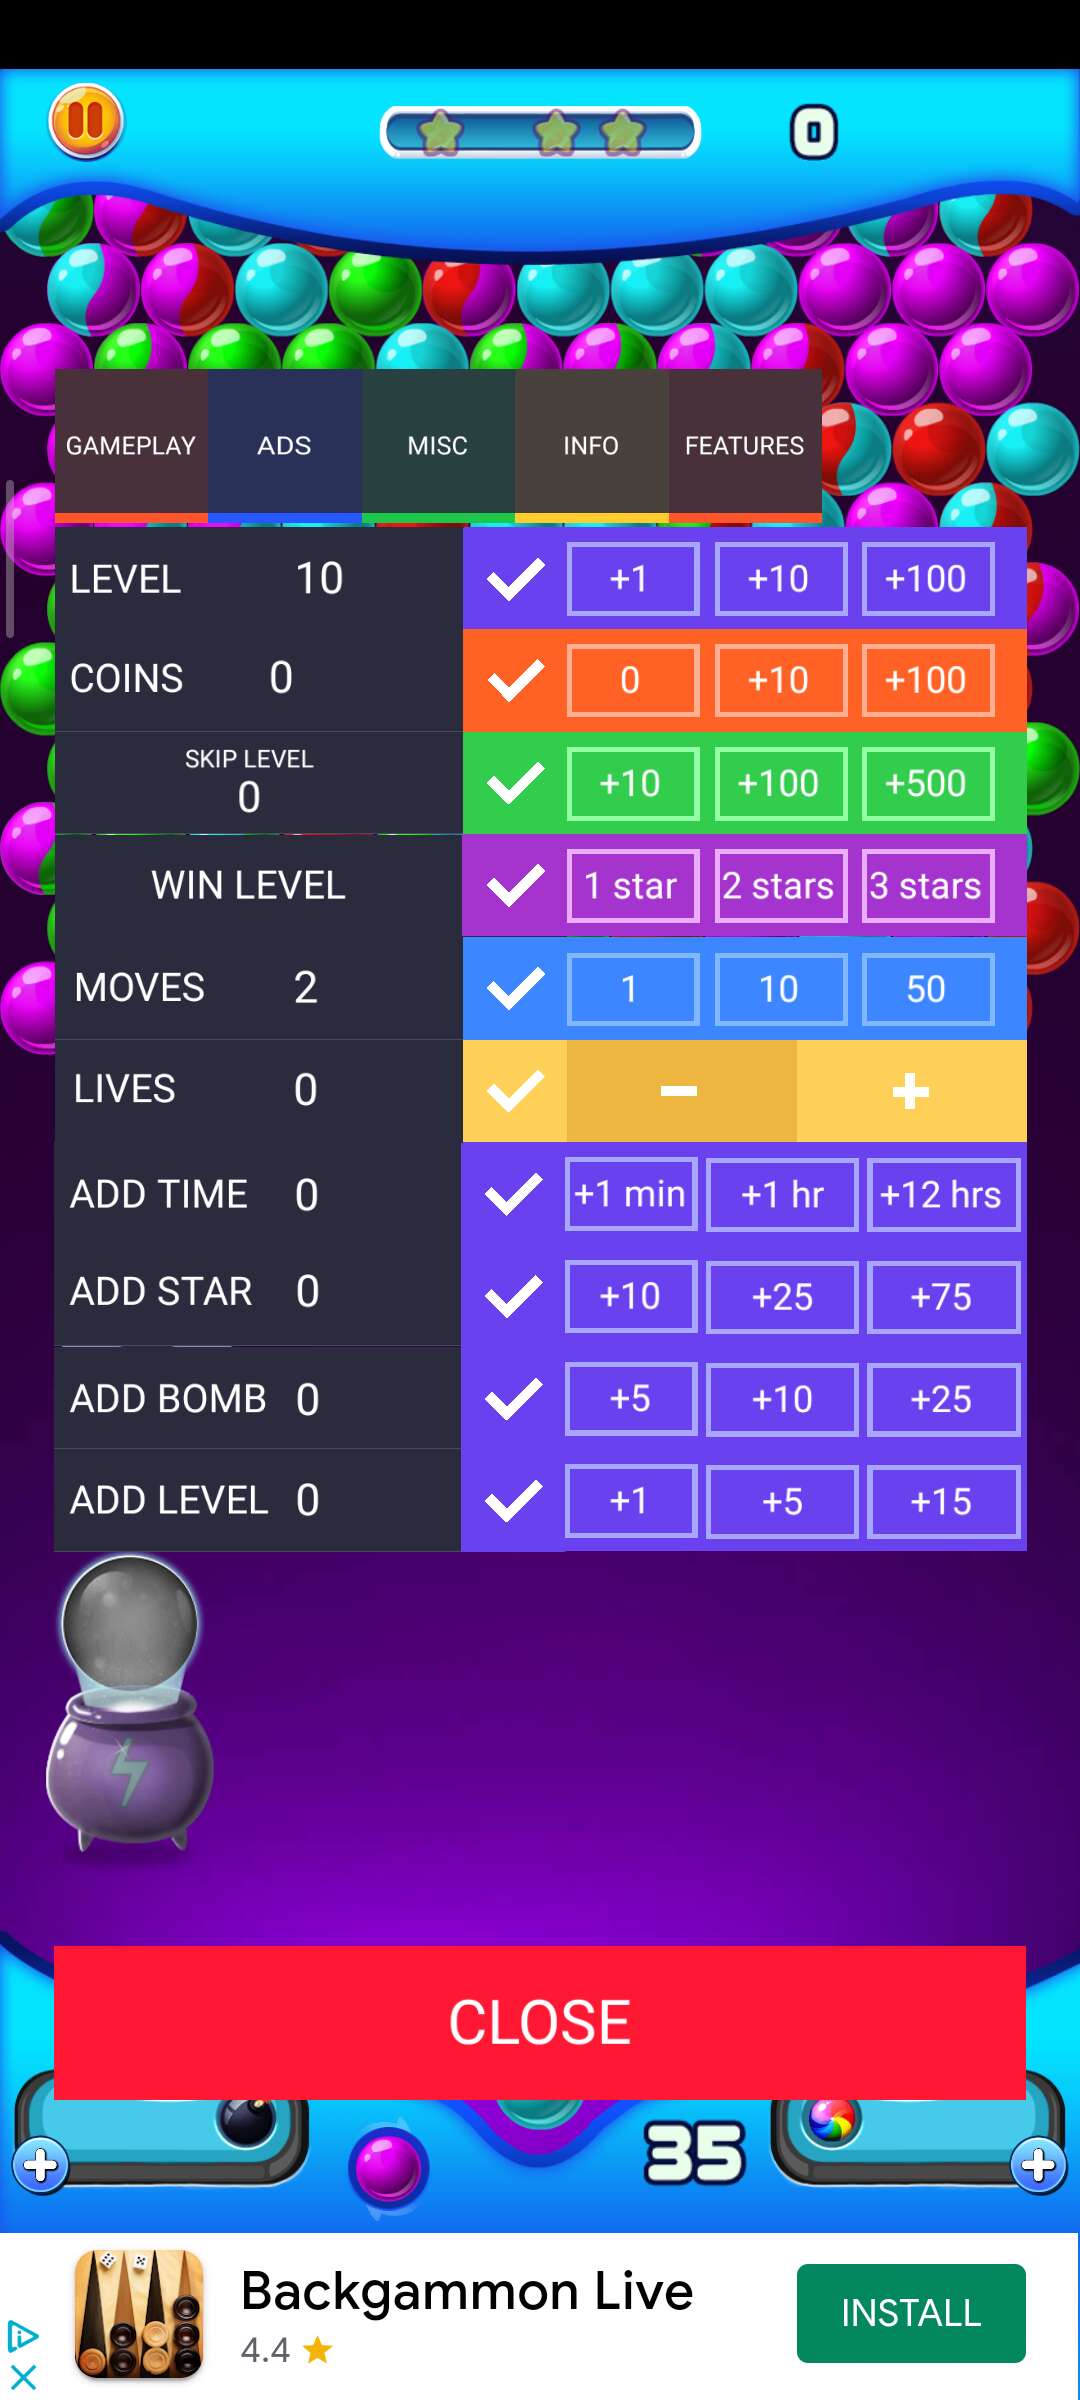 0
GAMEPLAY ADS MISC INFO FEATURES
LEVEL 10 +1 +10 +100
COINS 0 0 +10 +100
SKIP LEVEL
0 +10 +100 +500
WIN LEVEL 1 star 2 stars 3 stars
MOVES 2 1 10 50
LIVES 0 - +
ADD TIME 0 +1 min +1 hr +12 hrs
ADD STAR 0 +10 +25 +75
ADD BOMB 0 +5 +10 +25
ADD LEVEL 0 +1 +5 +15
CLOSE
35
Backgammon Live
4.4
INSTALL